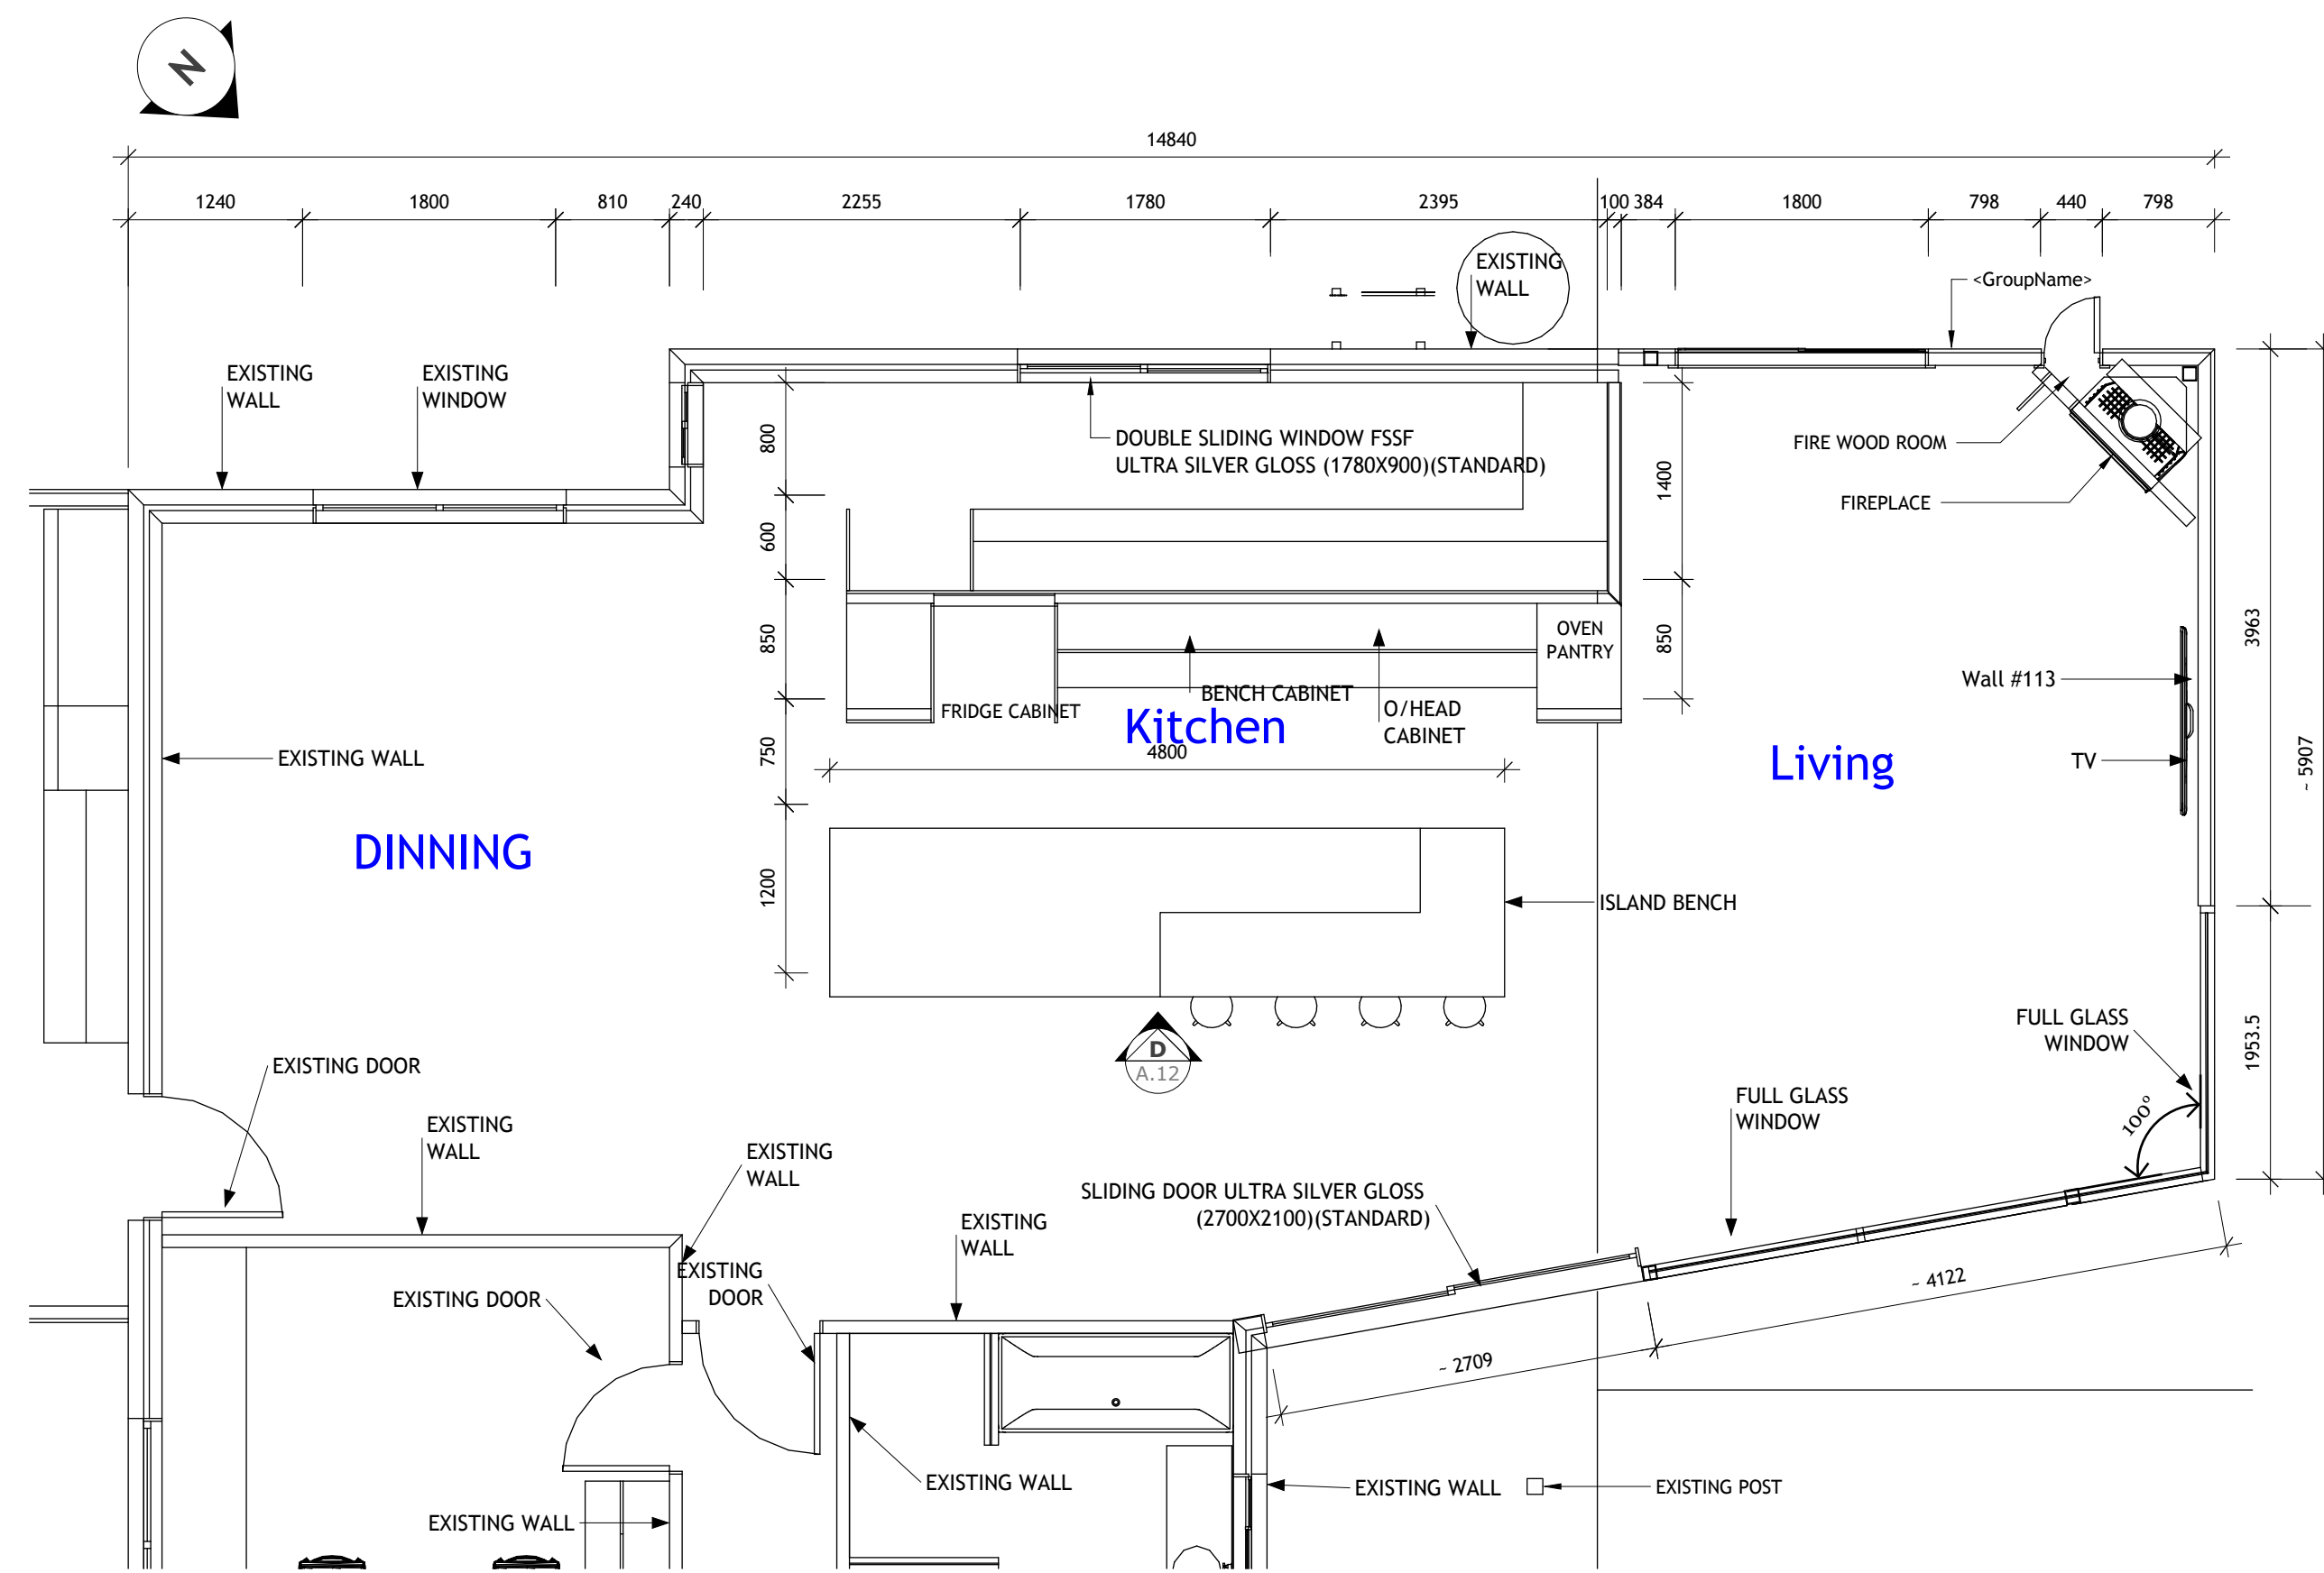 N
14840
1240
1800
810
240
2255
1780
2395
100
384
1800
798
440
798
EXISTING
WALL
<GroupName>
EXISTING
WALL
EXISTING
WINDOW
DOUBLE SLIDING WINDOW FSSF
ULTRA SILVER GLOSS (1780X900)(STANDARD)
800
600
850
750
1200
1400
850
FIRE WOOD ROOM
FIREPLACE
OVEN
PANTRY
3963
~ 5907
1953.5
Wall #113
TV
BENCH CABINET
FRIDGE CABINET
O/HEAD
CABINET
Kitchen
4800
Living
EXISTING WALL
DINNING
ISLAND BENCH
D
A.12
FULL GLASS
WINDOW
EXISTING DOOR
FULL GLASS
WINDOW
100°
EXISTING
WALL
EXISTING
WALL
SLIDING DOOR ULTRA SILVER GLOSS
(2700X2100)(STANDARD)
EXISTING
WALL
EXISTING
DOOR
EXISTING DOOR
~ 4122
~ 2709
EXISTING WALL
EXISTING WALL
EXISTING POST
EXISTING WALL